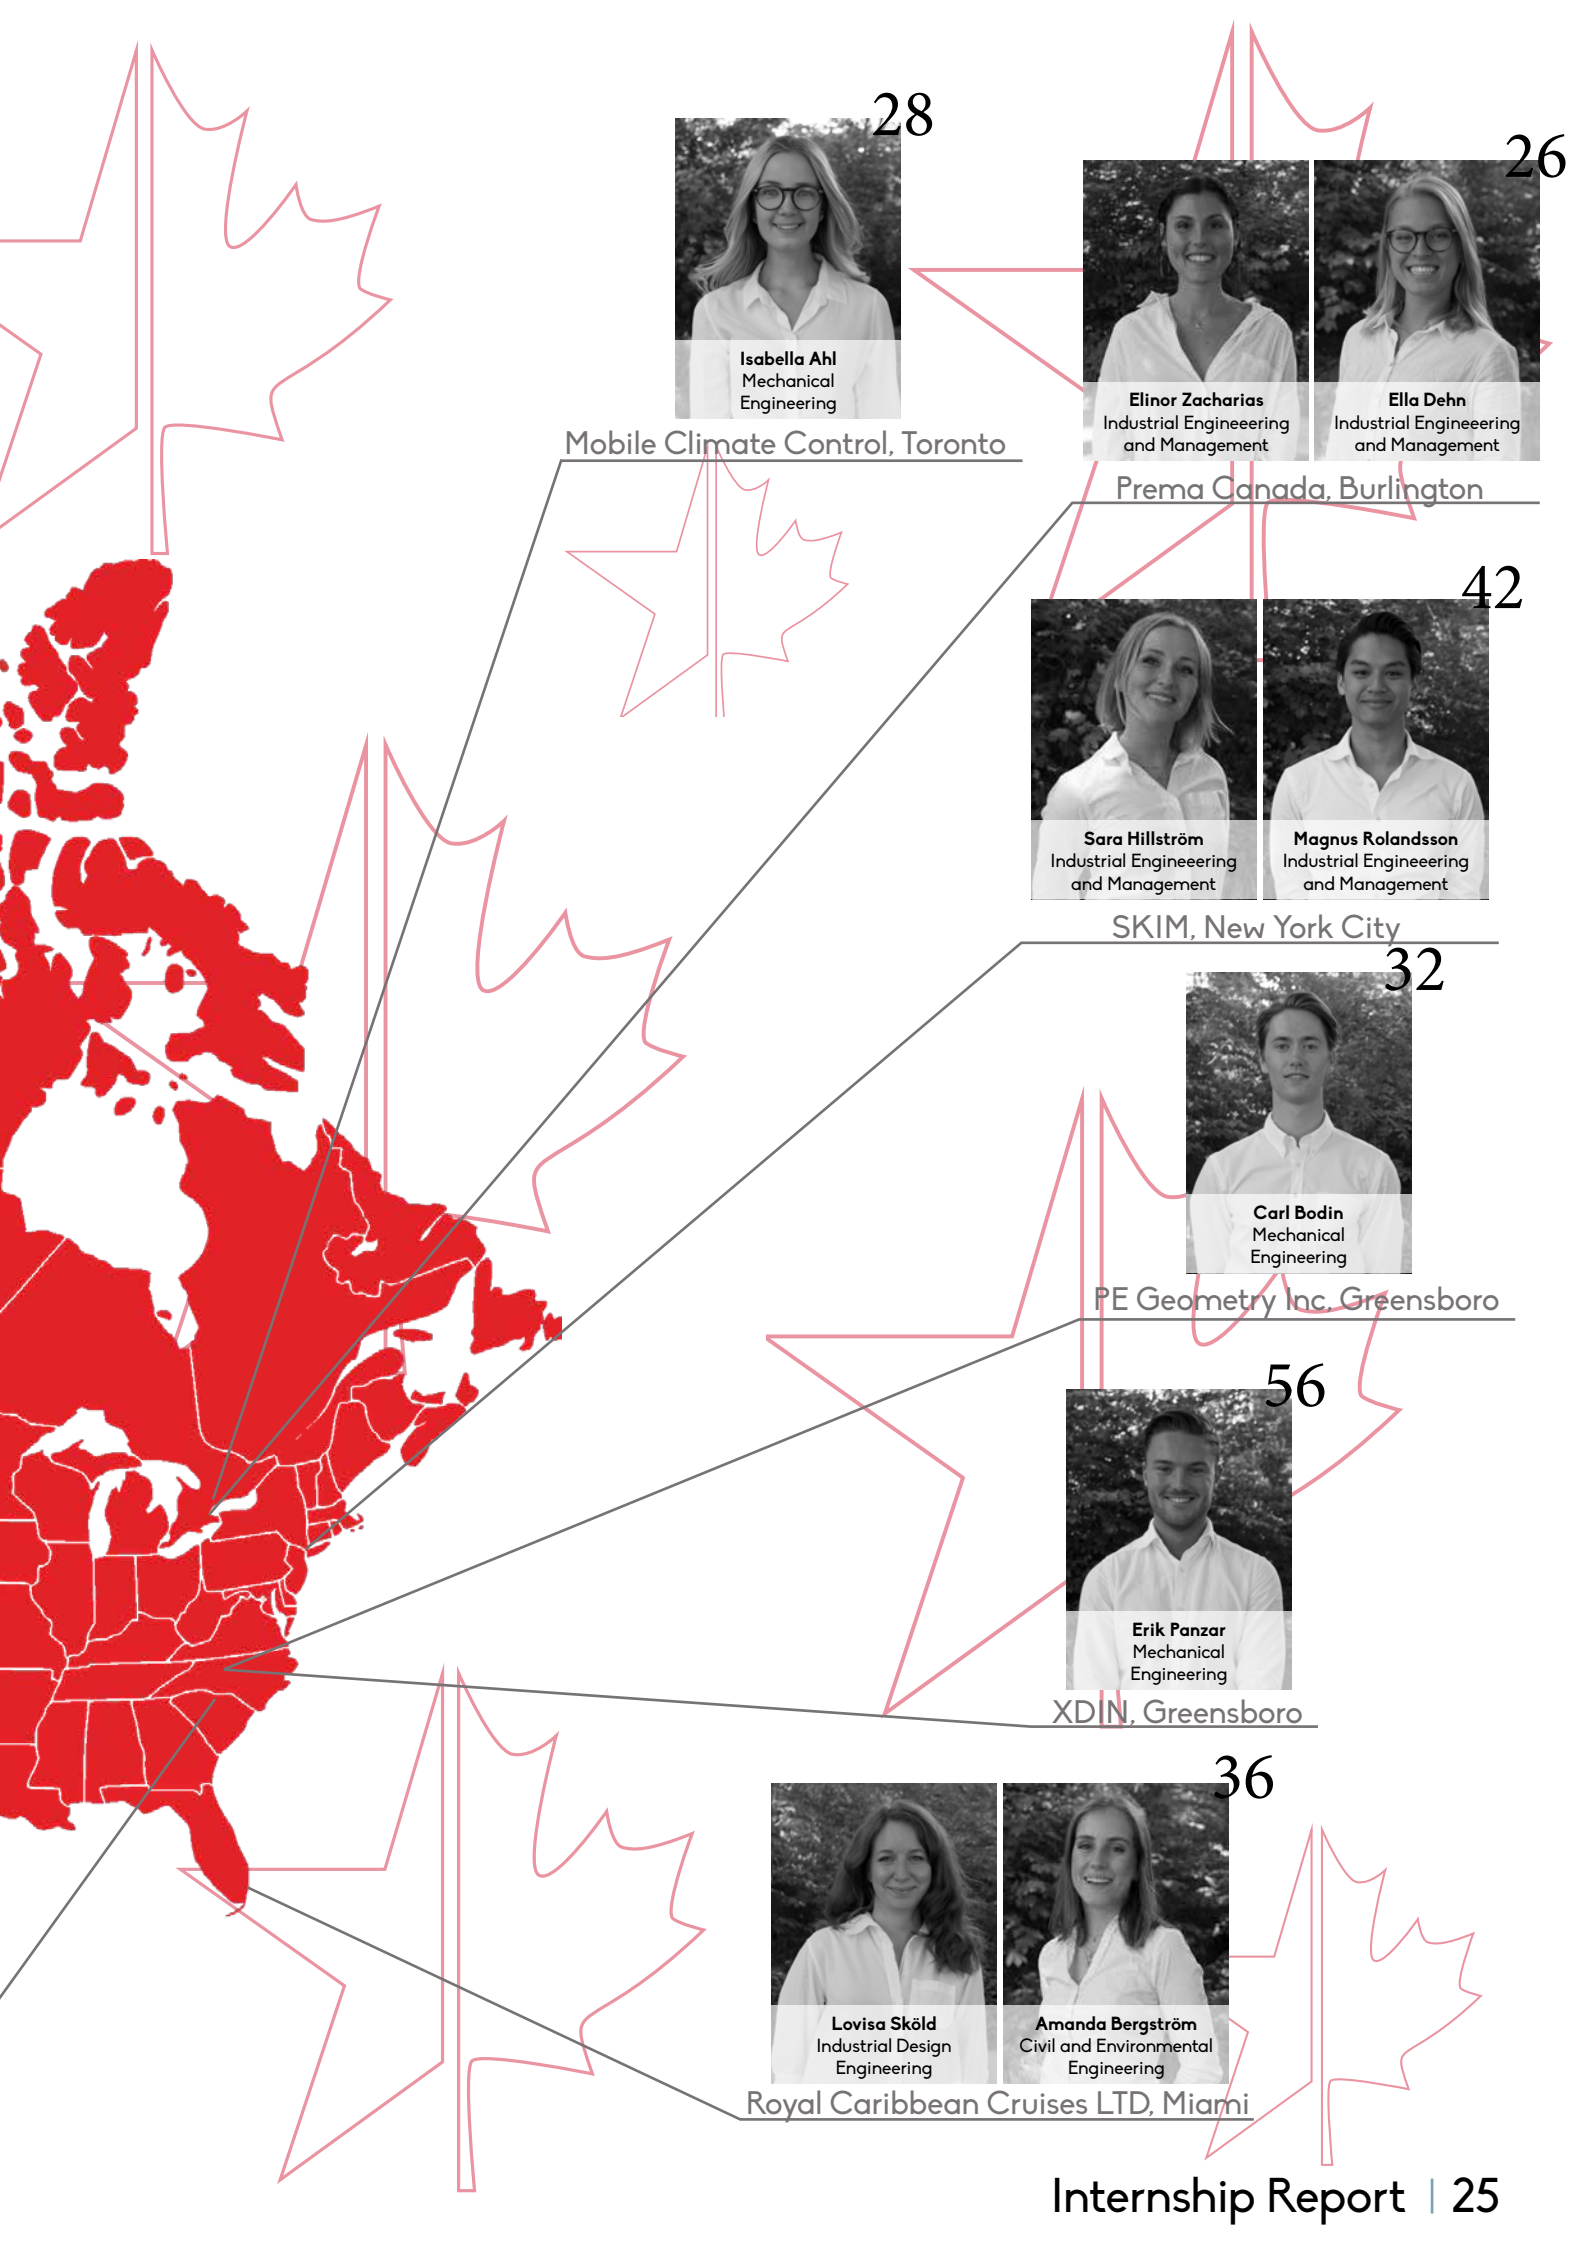 28
Isabella Ahl
Mechanical
Engineering
Mobile Climate Control, Toronto
26
Elinor Zacharias
Industrial Engineeering
and Management
Ella Dehn
Industrial Engineeering
and Management
Prema Canada, Burlington
42
Sara Hillström
Industrial Engineeering
and Management
Magnus Rolandsson
Industrial Engineeering
and Management
SKIM, New York City
32
Carl Bodin
Mechanical
Engineering
PE Geometry Inc, Greensboro
56
Erik Panzar
Mechanical
Engineering
XDIN, Greensboro
36
Lovisa Sköld
Industrial Design
Engineering
Amanda Bergström
Civil and Environmental
Engineering
Royal Caribbean Cruises LTD, Miami
Internship Report | 25